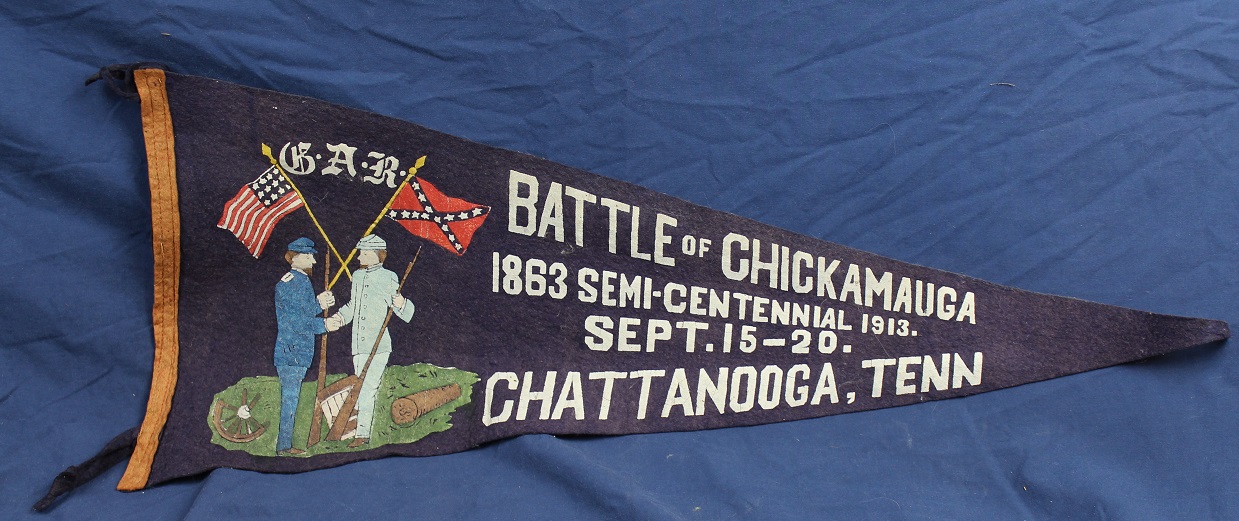 G.A.R.
BATTLE OF CHICKAMAUGA
1863 SEMI-CENTENNIAL 1913.
SEPT. 15-20.
CHATTANOOGA, TENN